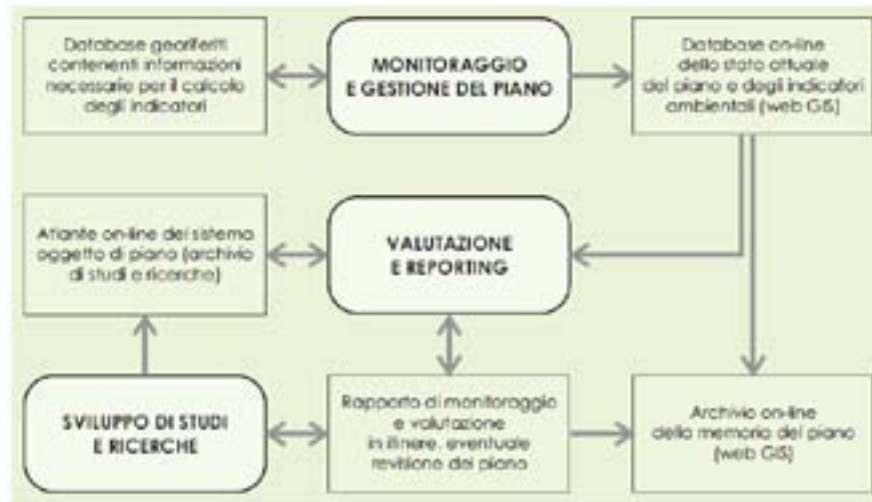 Database georiferiti
contenenti informazioni
necessarie per il calcolo
degli indicatori
MONITORAGGIO
E GESTIONE DEL PIANO
Database on-line
dello stato attuale
del piano e degli indicatori
ambientali (web GIS)
Atlante on-line del sistema
oggetto di piano (archivio
di studi e ricerche)
VALUTAZIONE
E REPORTING
SVILUPPO DI STUDI
E RICERCHE
Rapporto di monitoraggio
e valutazione
in itinere, eventuale
revisione del piano
Archivio on-line
della memoria del piano
(web GIS)